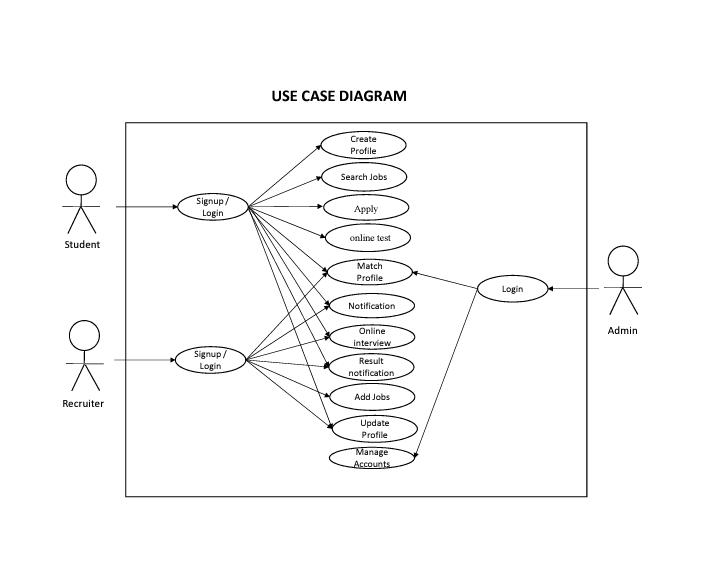 USE CASE DIAGRAM
Create
Profile
Search Jobs
Signup /
Login
Apply
online test
Student
Match
Profile
Login
Notification
Admin
Online
interview
Signup /
Login
Result
notification
Add Jobs
Recruiter
Update
Profile
Manage
Accounts